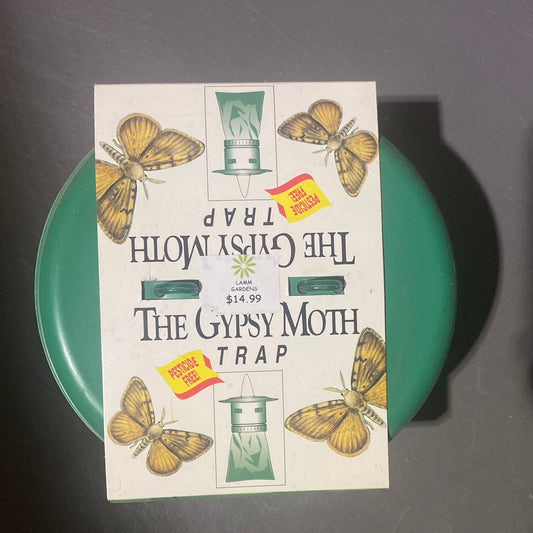 PESTICIDE
FREE!
TRAP
THE GYPSY MOTH
LAMM
GARDENS
$14.99
THE GYPSY MOTH
TRAP
PESTICIDE
FREE!